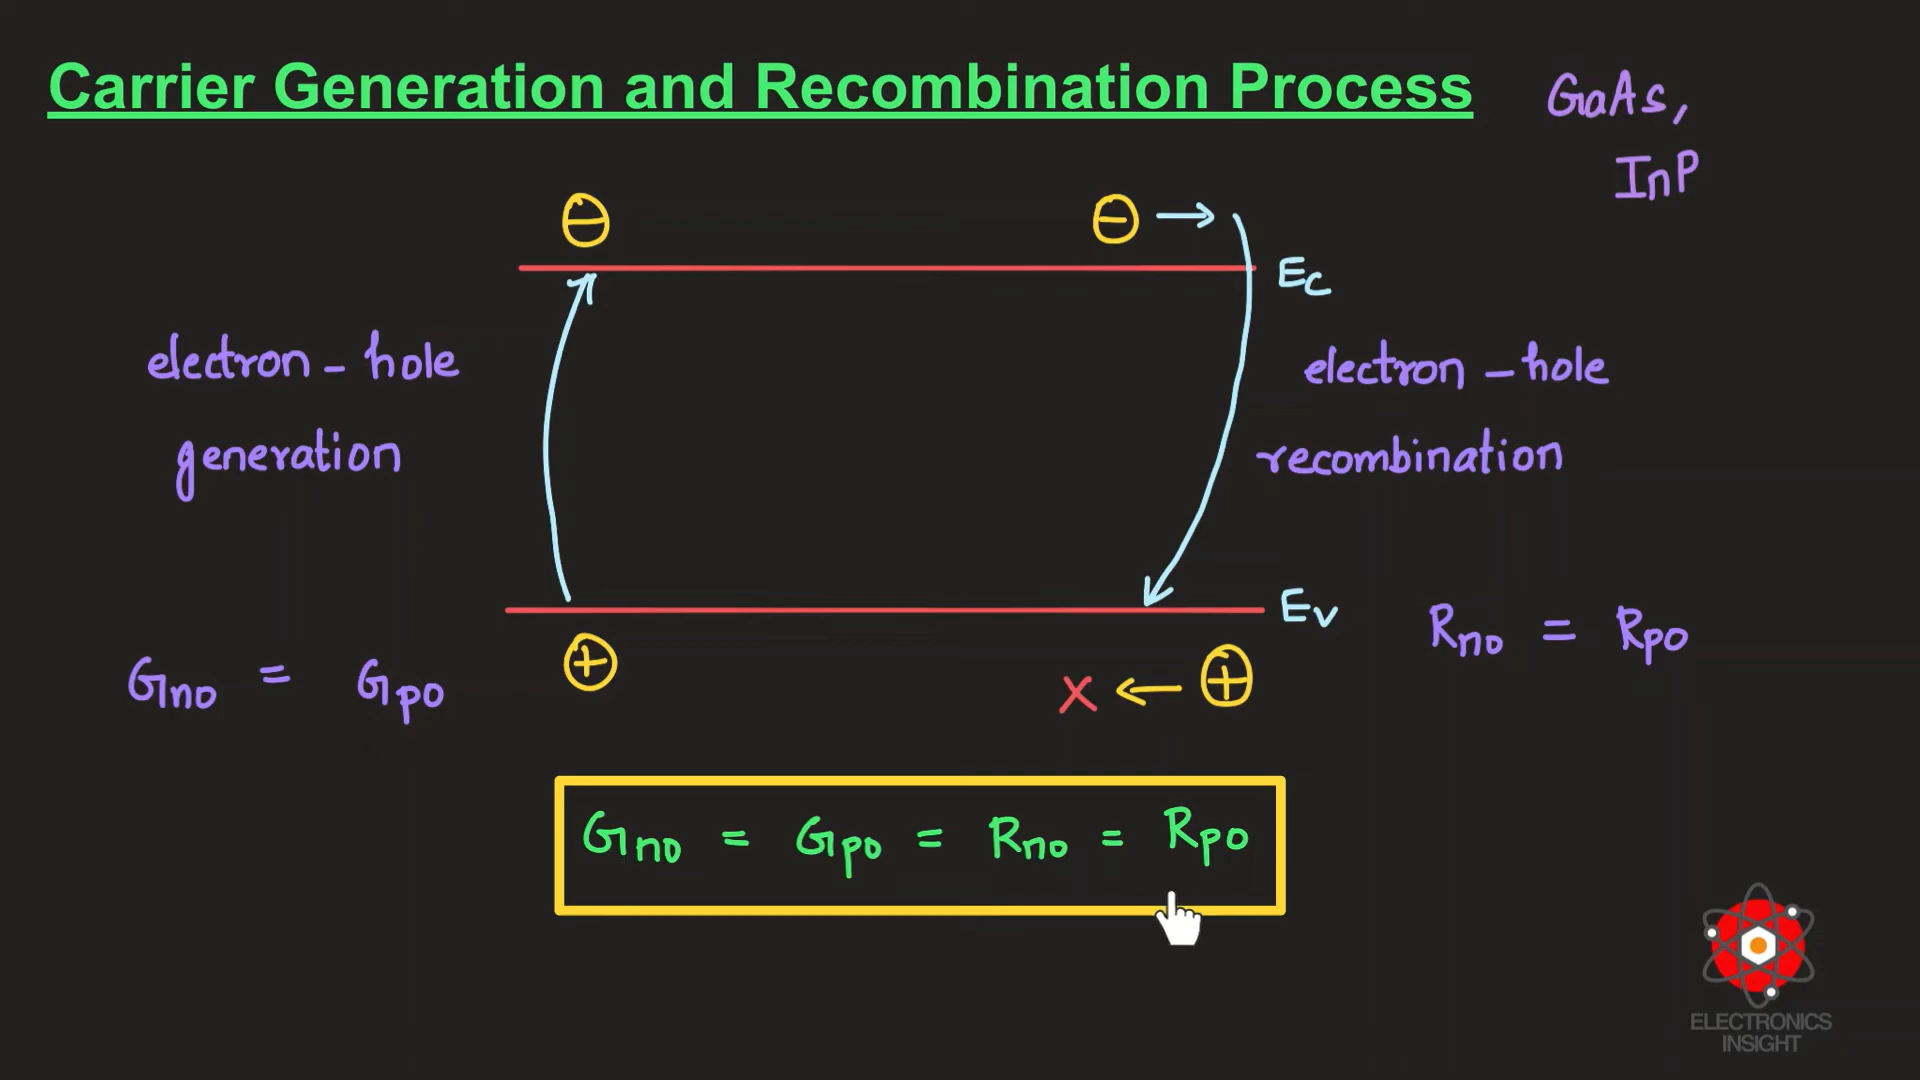 Carrier Generation and Recombination Process
GaAs,
InP
⊖ ⊖ →
Ec
electron - hole
generation
electron - hole
recombination
Ev
Gno = Gpo
⊕
X ← ⊕
Rno = Rpo
Gno = Gpo = Rno = Rpo
ELECTRONICS
INSIGHT